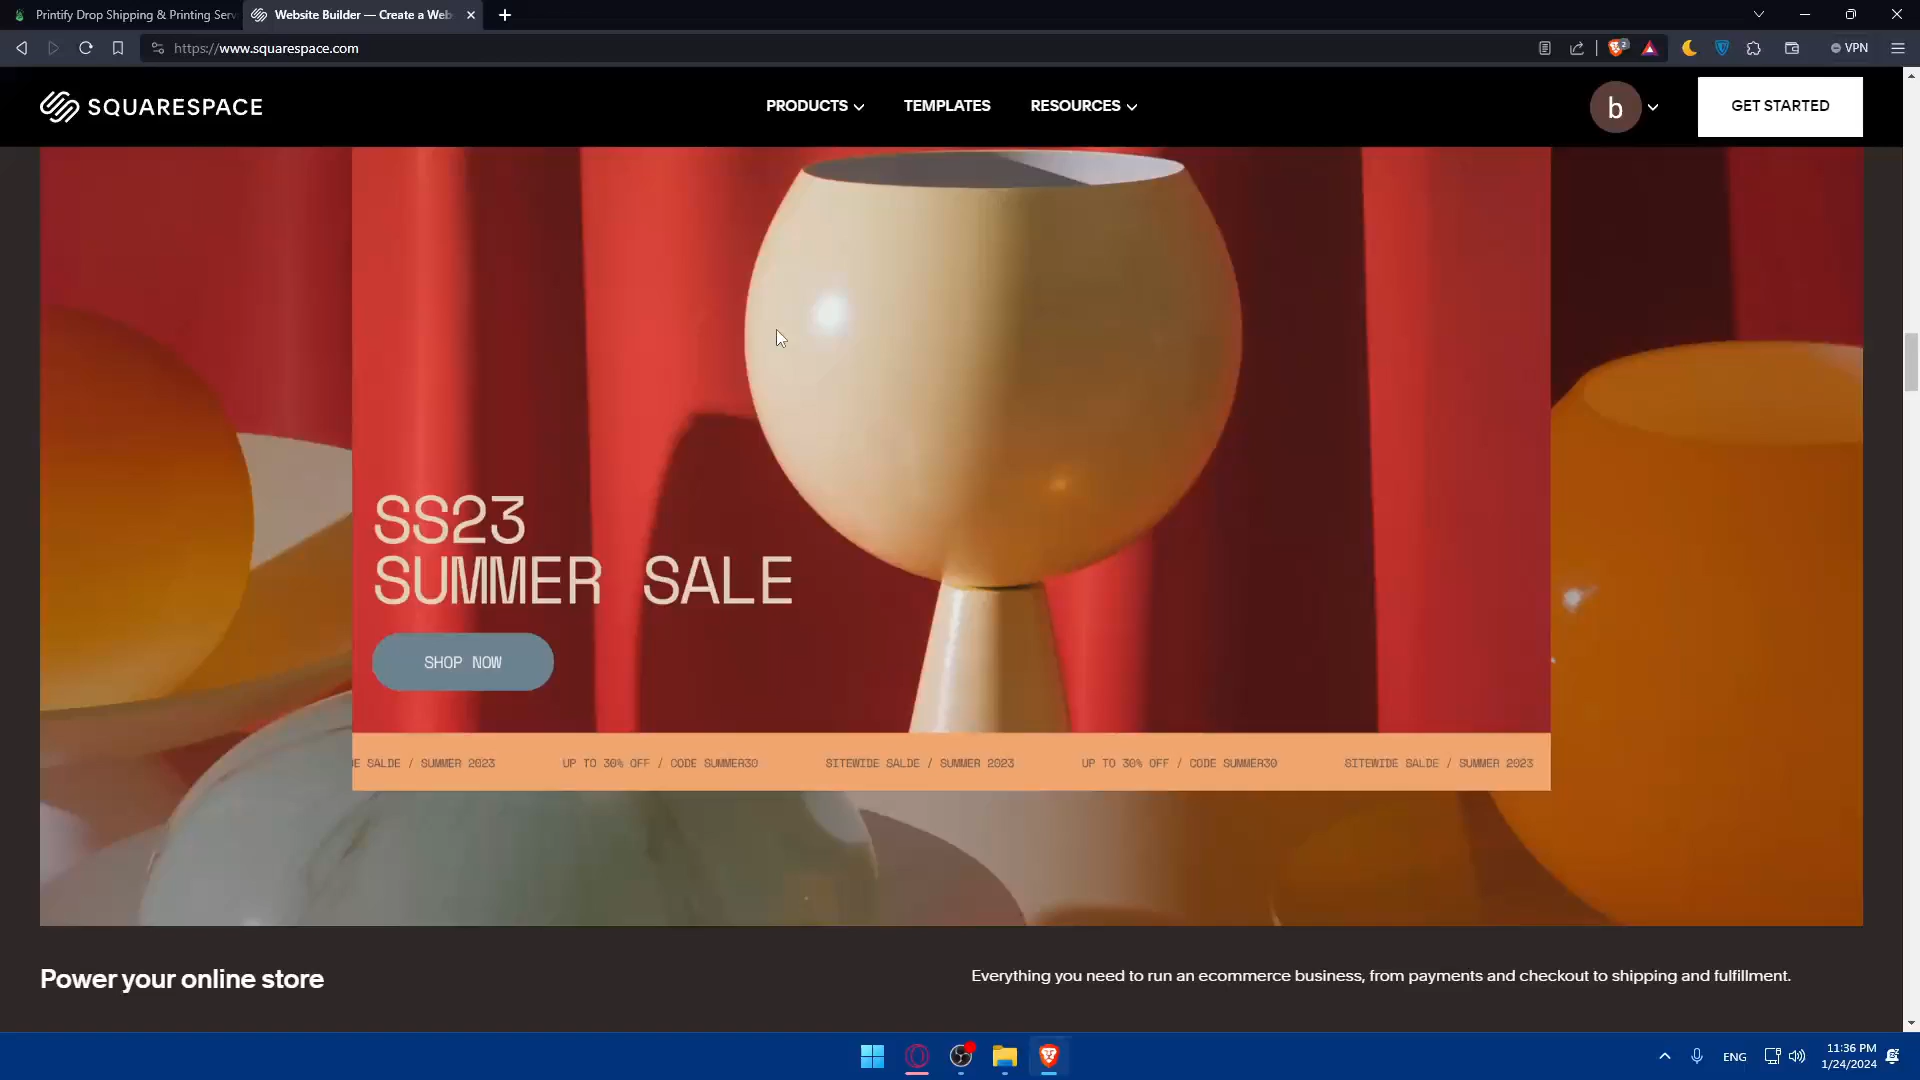 Printify Drop Shipping & Printing Serv
Website Builder — Create a Web
https://www.squarespace.com
2
VPN
SQUARESPACE
PRODUCTS
TEMPLATES
RESOURCES
b
GET STARTED
SS23
SUMMER SALE
SHOP NOW
E SALDE / SUMMER 2023
UP TO 30% OFF / CODE SUMMER30
SITEWIDE SALDE / SUMMER 2023
UP TO 30% OFF / CODE SUMMER30
SITEWIDE SALDE / SUMMER 2023
Power your online store
Everything you need to run an ecommerce business, from payments and checkout to shipping and fulfillment.
ENG
11:36 PM
1/24/2024